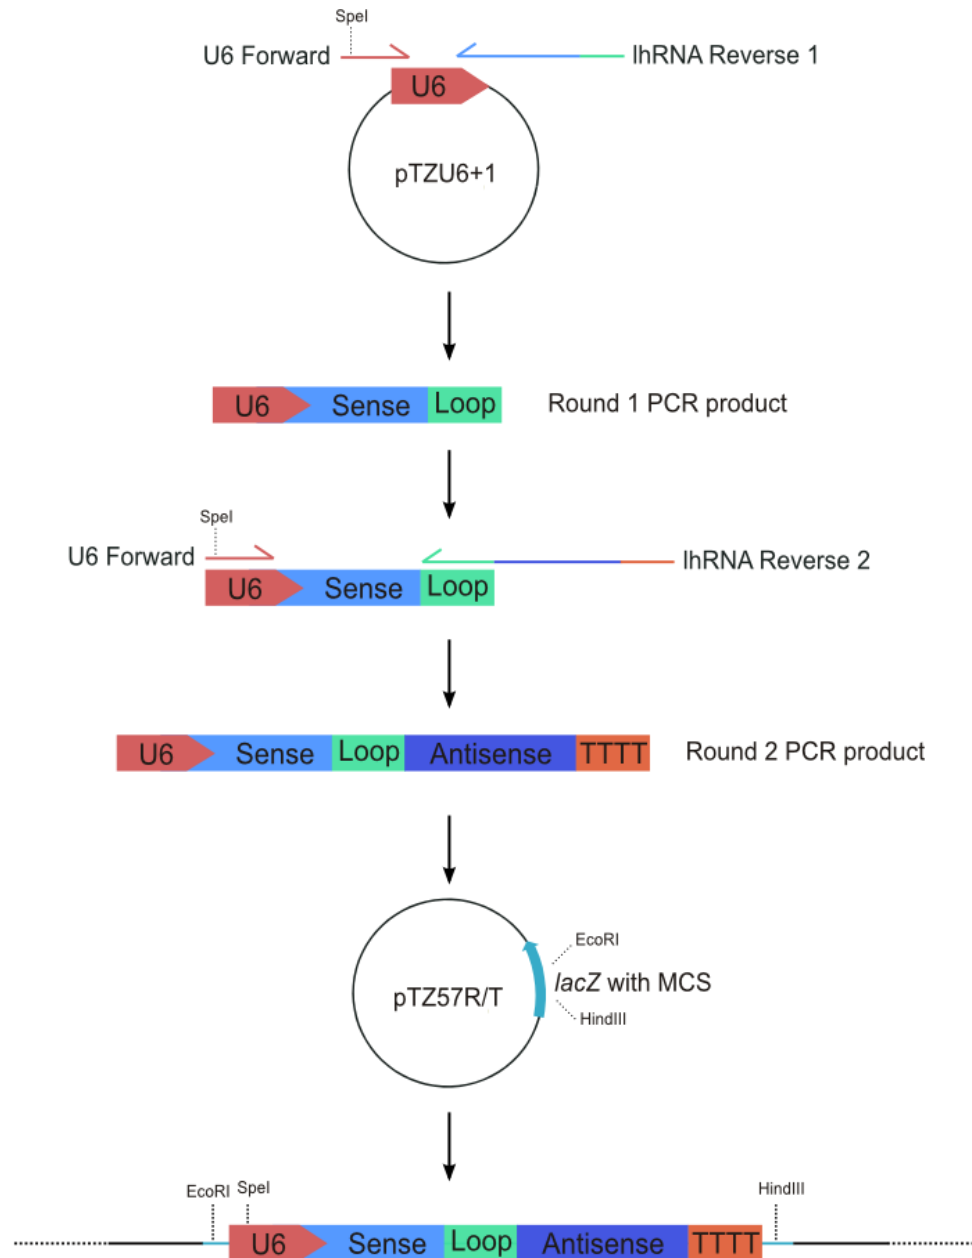 SpeI
U6 Forward
lhRNA Reverse 1
U6
pTZU6+1
U6 Sense Loop
Round 1 PCR product
SpeI
U6 Forward
lhRNA Reverse 2
U6 Sense Loop
U6 Sense Loop Antisense TTTT
Round 2 PCR product
EcoRI
lacZ with MCS
pTZ57R/T
HindIII
EcoRI SpeI HindIII
U6 Sense Loop Antisense TTTT